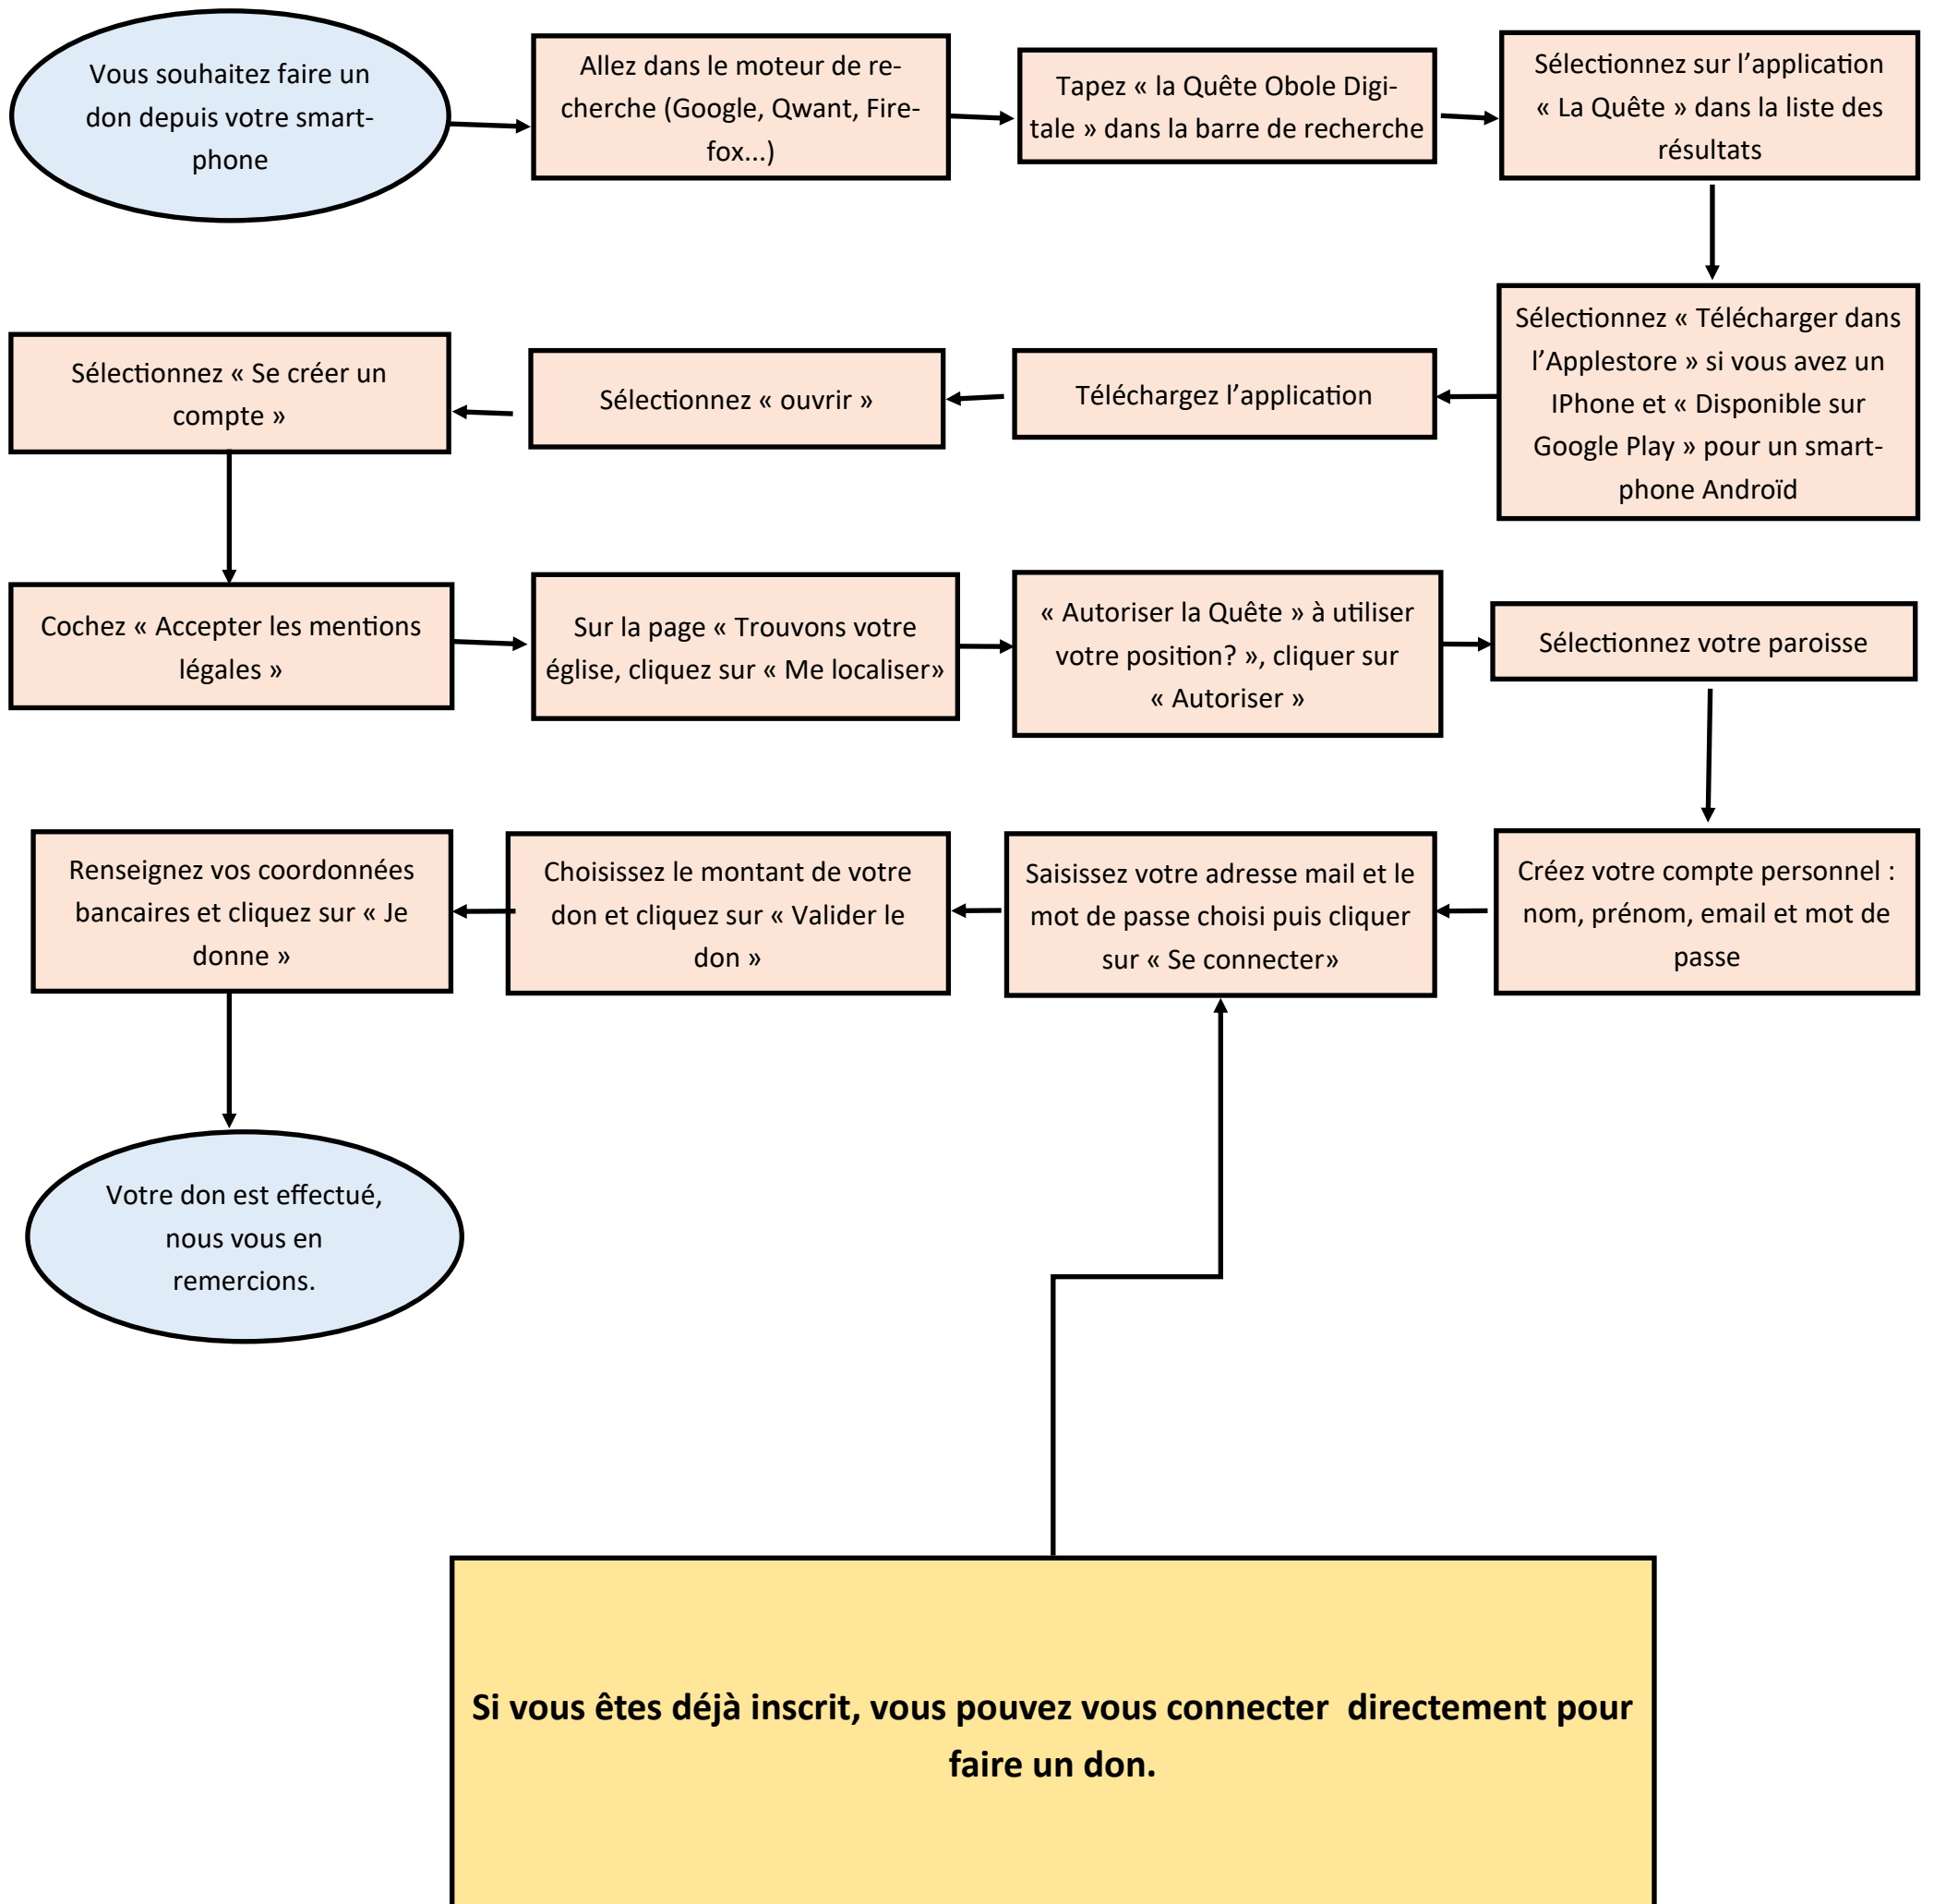 Vous souhaitez faire un
don depuis votre smart-
phone
Allez dans le moteur de re-
cherche (Google, Qwant, Fire-
fox...)
Tapez « la Quête Obole Digi-
tale » dans la barre de recherche
Sélectionnez sur l’application
« La Quête » dans la liste des
résultats
Sélectionnez « Télécharger dans
l’Applestore » si vous avez un
IPhone et « Disponible sur
Google Play » pour un smart-
phone Androïd
Téléchargez l’application
Sélectionnez « ouvrir »
Sélectionnez « Se créer un
compte »
Cochez « Accepter les mentions
légales »
Sur la page « Trouvons votre
église, cliquez sur « Me localiser»
« Autoriser la Quête » à utiliser
votre position? », cliquer sur
« Autoriser »
Sélectionnez votre paroisse
Créez votre compte personnel :
nom, prénom, email et mot de
passe
Saisissez votre adresse mail et le
mot de passe choisi puis cliquer
sur « Se connecter»
Choisissez le montant de votre
don et cliquez sur « Valider le
don »
Renseignez vos coordonnées
bancaires et cliquez sur « Je
donne »
Votre don est effectué,
nous vous en
remercions.
Si vous êtes déjà inscrit, vous pouvez vous connecter  directement pour
faire un don.